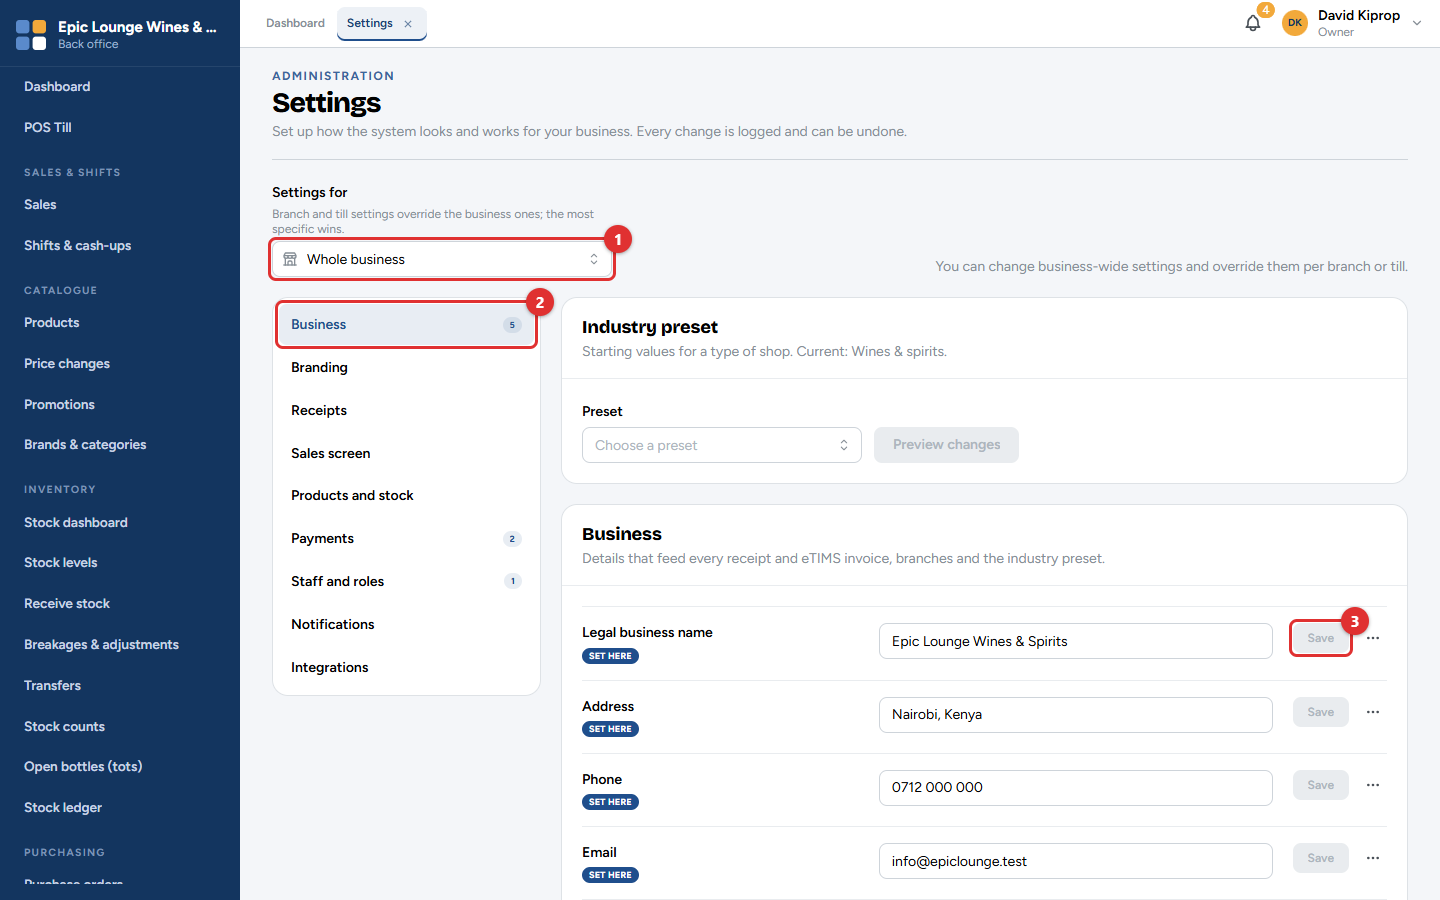 Epic Lounge Wines & ...
Back office
Dashboard
POS Till
SALES & SHIFTS
Sales
Shifts & cash-ups
CATALOGUE
Products
Price changes
Promotions
Brands & categories
INVENTORY
Stock dashboard
Stock levels
Receive stock
Breakages & adjustments
Transfers
Stock counts
Open bottles (tots)
Stock ledger
PURCHASING
Purchase orders
Dashboard
Settings
4
DK
David Kiprop
Owner
ADMINISTRATION
Settings
Set up how the system looks and works for your business. Every change is logged and can be undone.
Settings for
Branch and till settings override the business ones; the most
specific wins.
1
Whole business
You can change business-wide settings and override them per branch or till.
2
Business 5
Branding
Receipts
Sales screen
Products and stock
Payments 2
Staff and roles 1
Notifications
Integrations
Industry preset
Starting values for a type of shop. Current: Wines & spirits.
Preset
Choose a preset
Preview changes
Business
Details that feed every receipt and eTIMS invoice, branches and the industry preset.
3
Legal business name
SET HERE
Epic Lounge Wines & Spirits
Save
Address
SET HERE
Nairobi, Kenya
Save
Phone
SET HERE
0712 000 000
Save
Email
SET HERE
info@epiclounge.test
Save